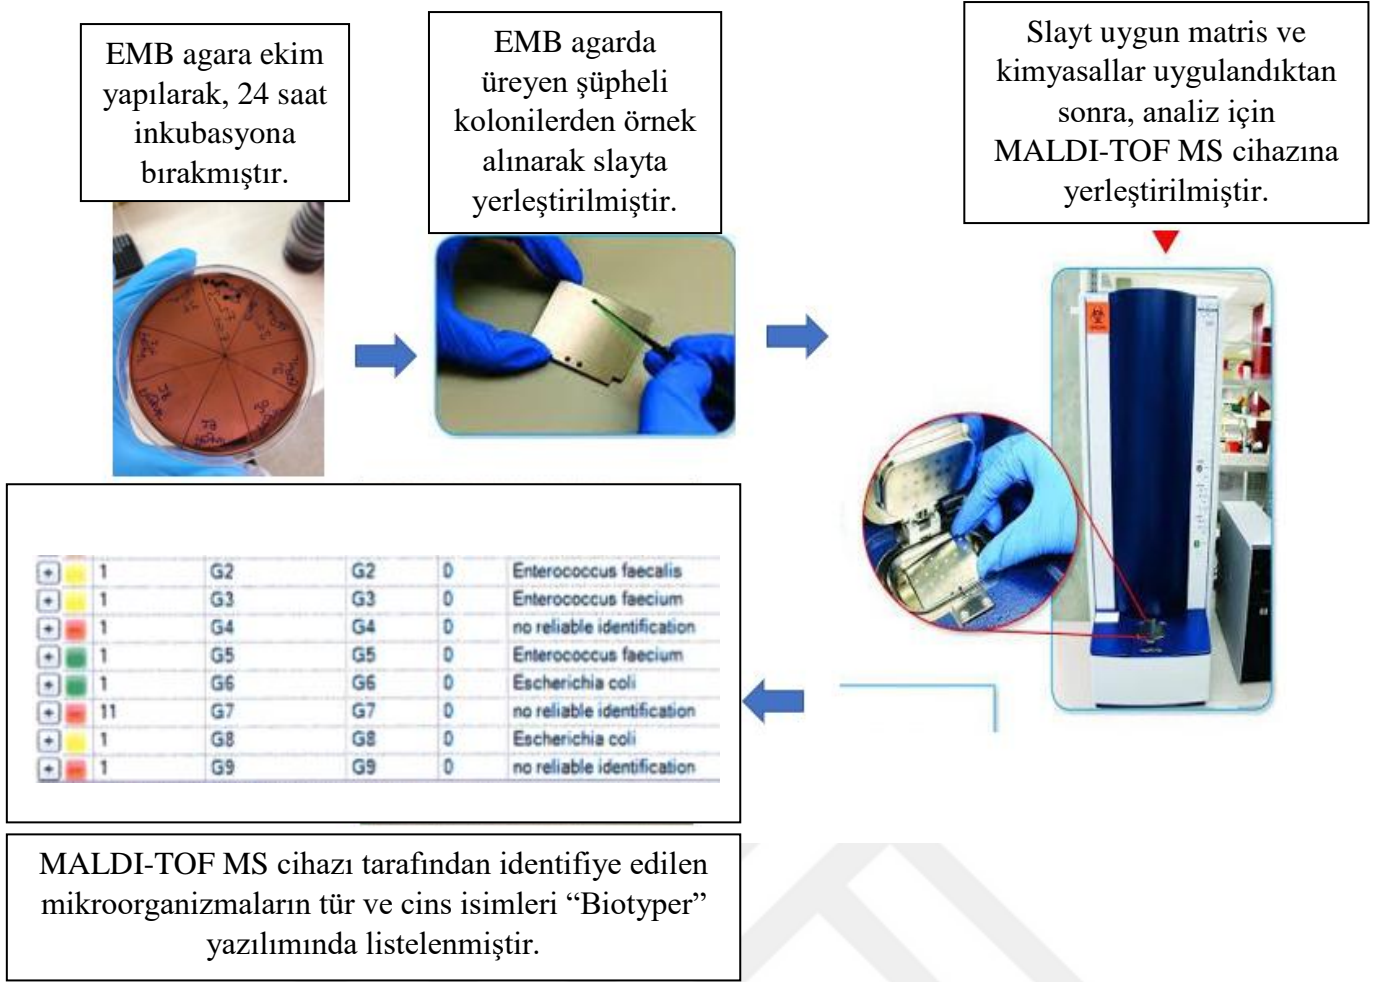 EMB agara ekim
yapılarak, 24 saat
inkubasyona
bırakmıştır.
EMB agarda
üreyen şüpheli
kolonilerden örnek
alınarak slayta
yerleştirilmiştir.
Slayt uygun matris ve
kimyasallar uygulandıktan
sonra, analiz için
MALDI-TOF MS cihazına
yerleştirilmiştir.
1 G2 G2 0 Enterococcus faecalis
1 G3 G3 0 Enterococcus faecium
1 G4 G4 0 no reliable identification
1 G5 G5 0 Enterococcus faecium
1 G6 G6 0 Escherichia coli
11 G7 G7 0 no reliable identification
1 G8 G8 0 Escherichia coli
1 G9 G9 0 no reliable identification
MALDI-TOF MS cihazı tarafından identifiye edilen
mikroorganizmaların tür ve cins isimleri “Biotyper”
yazılımında listelenmiştir.